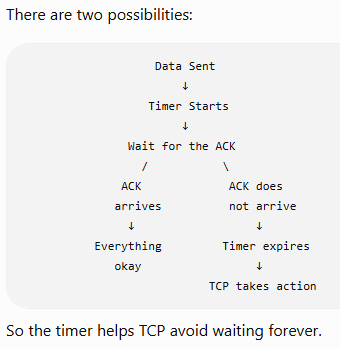 There are two possibilities:
Data Sent
↓
Timer Starts
↓
Wait for the ACK
/ \
ACK ACK does
arrives not arrive
↓ ↓
Everything Timer expires
okay ↓
TCP takes action
So the timer helps TCP avoid waiting forever.